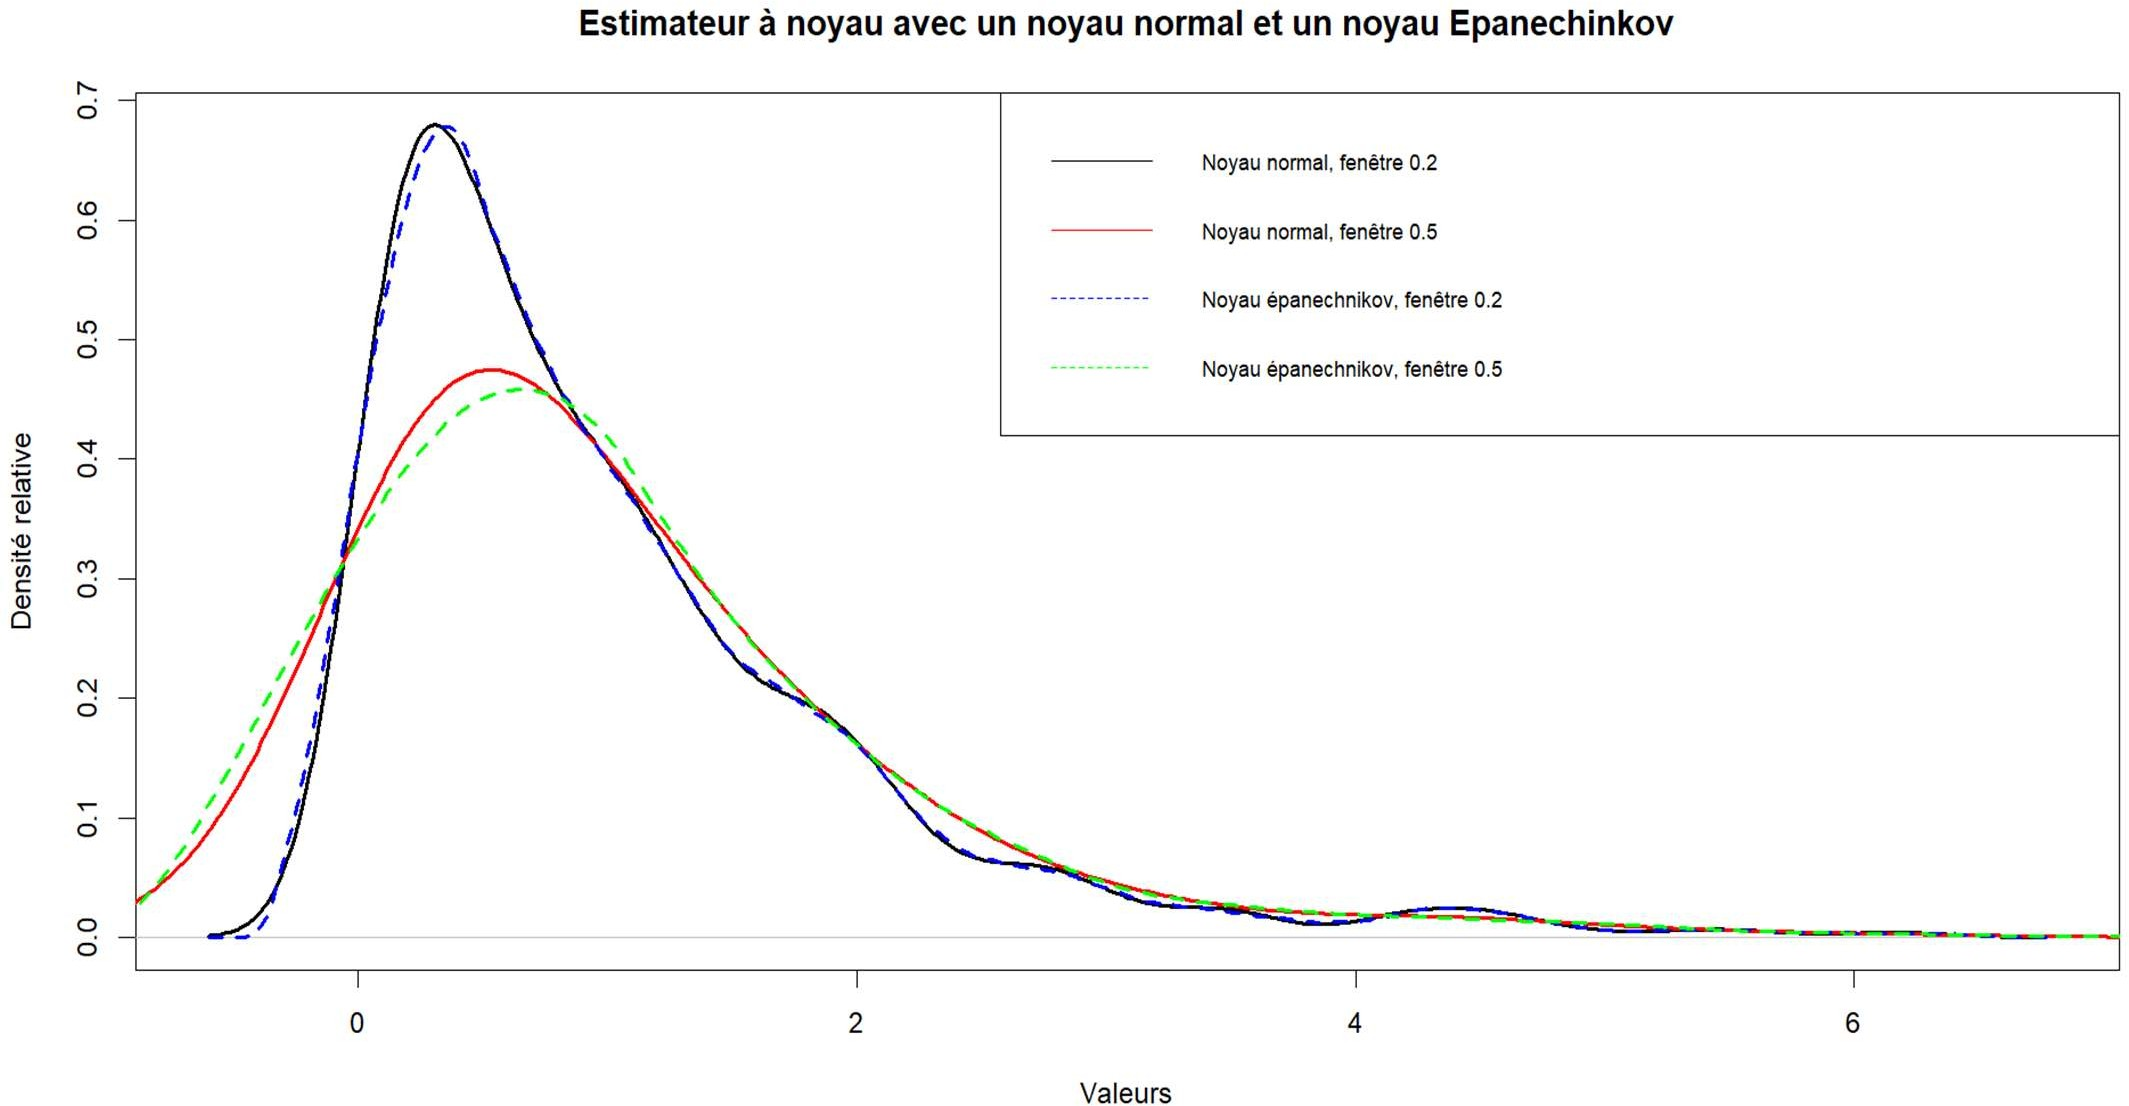 Estimateur à noyau avec un noyau normal et un noyau Epanechinkov
Densité relative
0.7
0.6
0.5
0.4
0.3
0.2
0.1
0.0
Noyau normal, fenêtre 0.2
Noyau normal, fenêtre 0.5
Noyau épanechnikov, fenêtre 0.2
Noyau épanechnikov, fenêtre 0.5
0 2 4 6
Valeurs